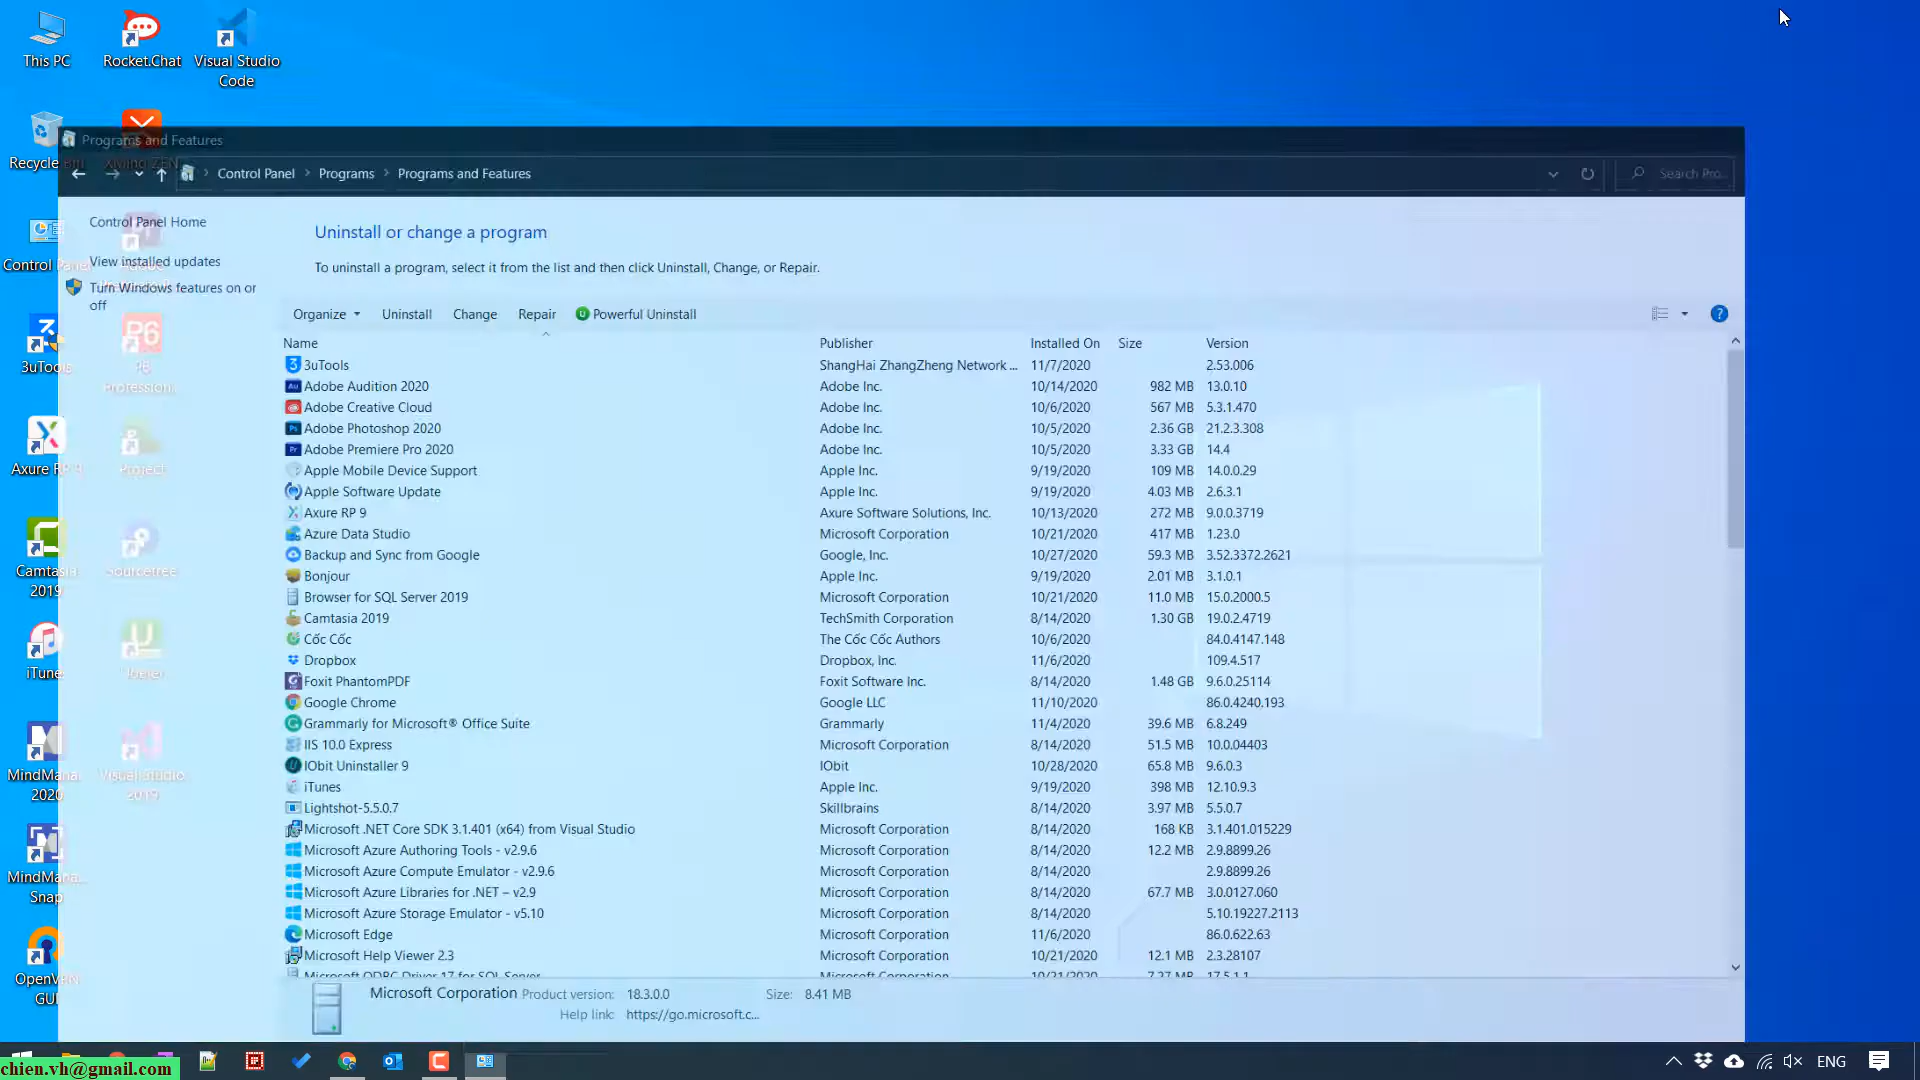 This PC
Rocket.Chat
Visual Studio
Code
Recycle Bin
XMind ZEN
Programs and Features
Control Panel
Programs
Programs and Features
Search Pro...
Control Panel
Control Panel Home
View installed updates
Turn Windows features on or
off
Uninstall or change a program
To uninstall a program, select it from the list and then click Uninstall, Change, or Repair.
Organize
Uninstall
Change
Repair
Powerful Uninstall
Name Publisher Installed On Size Version
3uTools ShangHai ZhangZheng Network ... 11/7/2020 2.53.006
Adobe Audition 2020 Adobe Inc. 10/14/2020 982 MB 13.0.10
Adobe Creative Cloud Adobe Inc. 10/6/2020 567 MB 5.3.1.470
Adobe Photoshop 2020 Adobe Inc. 10/5/2020 2.36 GB 21.2.3.308
Adobe Premiere Pro 2020 Adobe Inc. 10/5/2020 3.33 GB 14.4
Apple Mobile Device Support Apple Inc. 9/19/2020 109 MB 14.0.0.29
Apple Software Update Apple Inc. 9/19/2020 4.03 MB 2.6.3.1
Axure RP 9 Axure Software Solutions, Inc. 10/13/2020 272 MB 9.0.0.3719
Azure Data Studio Microsoft Corporation 10/21/2020 417 MB 1.23.0
Backup and Sync from Google Google, Inc. 10/27/2020 59.3 MB 3.52.3372.2621
Bonjour Apple Inc. 9/19/2020 2.01 MB 3.1.0.1
Browser for SQL Server 2019 Microsoft Corporation 10/21/2020 11.0 MB 15.0.2000.5
Camtasia 2019 TechSmith Corporation 8/14/2020 1.30 GB 19.0.2.4719
Cốc Cốc The Cốc Cốc Authors 10/6/2020 84.0.4147.148
Dropbox Dropbox, Inc. 11/6/2020 109.4.517
Foxit PhantomPDF Foxit Software Inc. 8/14/2020 1.48 GB 9.6.0.25114
Google Chrome Google LLC 11/10/2020 86.0.4240.193
Grammarly for Microsoft® Office Suite Grammarly 11/4/2020 39.6 MB 6.8.249
IIS 10.0 Express Microsoft Corporation 8/14/2020 51.5 MB 10.0.04403
IObit Uninstaller 9 IObit 10/28/2020 65.8 MB 9.6.0.3
iTunes Apple Inc. 9/19/2020 398 MB 12.10.9.3
Lightshot-5.5.0.7 Skillbrains 8/14/2020 3.97 MB 5.5.0.7
Microsoft .NET Core SDK 3.1.401 (x64) from Visual Studio Microsoft Corporation 8/14/2020 168 KB 3.1.401.015229
Microsoft Azure Authoring Tools - v2.9.6 Microsoft Corporation 8/14/2020 12.2 MB 2.9.8899.26
Microsoft Azure Compute Emulator - v2.9.6 Microsoft Corporation 8/14/2020 2.9.8899.26
Microsoft Azure Libraries for .NET – v2.9 Microsoft Corporation 8/14/2020 67.7 MB 3.0.0127.060
Microsoft Azure Storage Emulator - v5.10 Microsoft Corporation 8/14/2020 5.10.19227.2113
Microsoft Edge Microsoft Corporation 11/6/2020 86.0.622.63
Microsoft Help Viewer 2.3 Microsoft Corporation 10/21/2020 12.1 MB 2.3.28107
Microsoft ODBC Driver 17 for SQL Server Microsoft Corporation 10/21/2020 7.27 MB 17.5.1.1
Microsoft Corporation Product version: 18.3.0.0 Size: 8.41 MB
Help link: https://go.microsoft.c...
3uTools
P6
Profession...
Axure RP 9
Project
Camtasia
2019
Sourcetree
iTunes
MindMana...
2020
Visual Studio
2019
MindMana...
Snap
OpenVPN
GUI
chien.vh@gmail.com
ENG